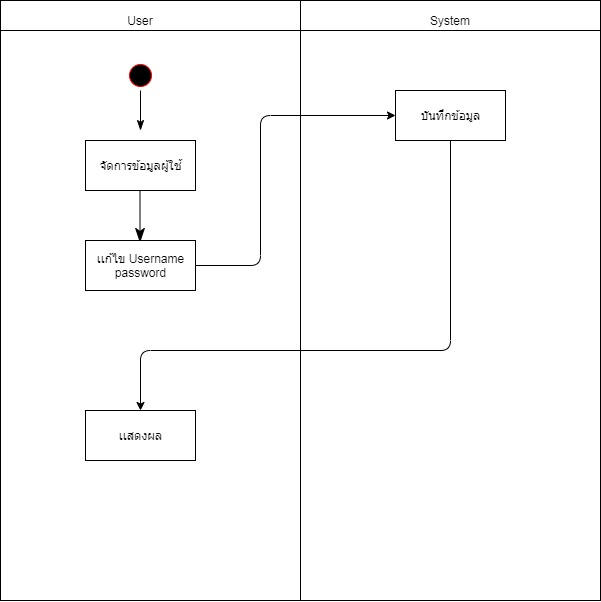 User
System
จัดการข้อมูลผู้ใช้
แก้ไข Username
password
บันทึกข้อมูล
แสดงผล